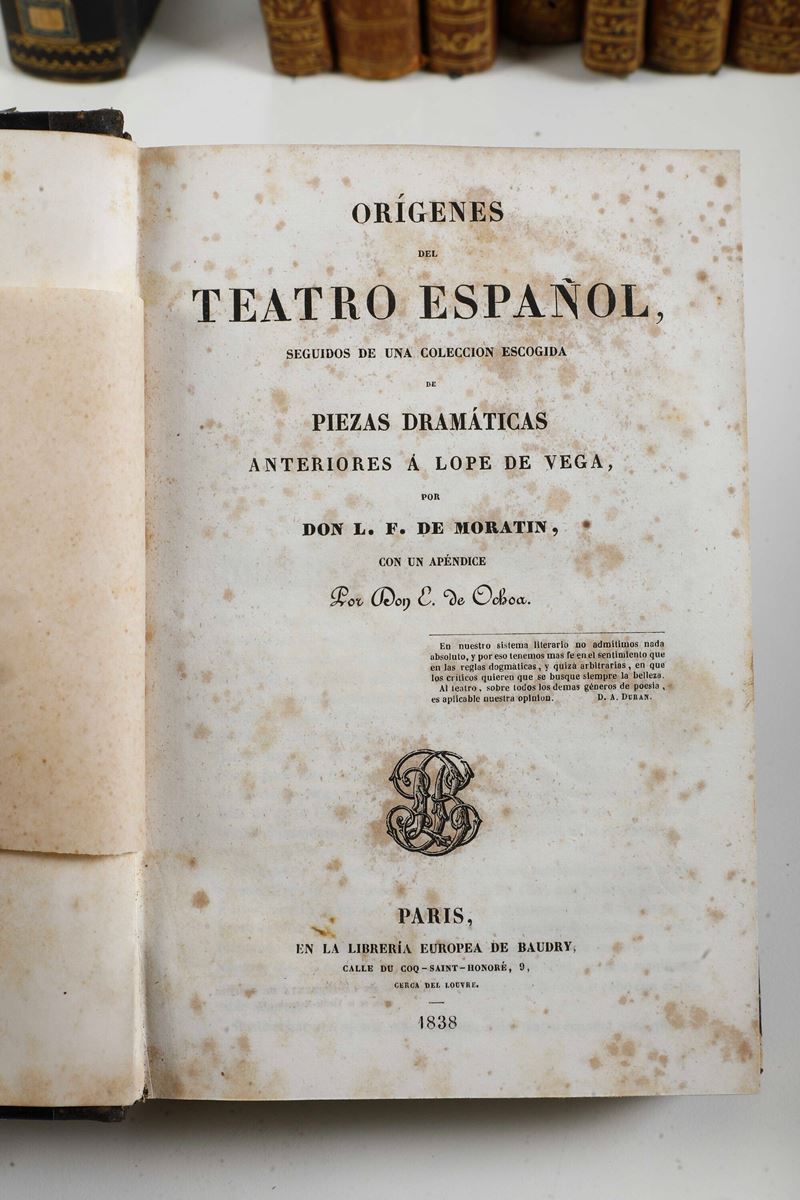 ORÍGENES
DEL
TEATRO ESPAÑOL,
SEGUIDOS DE UNA COLECCION ESCOGIDA
DE
PIEZAS DRAMÁTICAS
ANTERIORES Á LOPE DE VEGA,
POR
DON L. F. DE MORATIN,
CON UN APÉNDICE
Por Don E. de Ochoa.
En nuestro sistema literario no admitimos nada
absoluto, y por eso tenemos mas fe en el sentimiento que
en las reglas dogmáticas, y quizá arbitrarias, en que
los críticos quieren que se busque siempre la belleza.
Al teatro, sobre todos los demas géneros de poesía,
es aplicable nuestra opinion. D. A. DURAN.
PARIS,
EN LA LIBRERÍA EUROPEA DE BAUDRY,
CALLE DU COQ-SAINT-HONORÉ, 9,
CERCA DEL LOUVRE.
1838